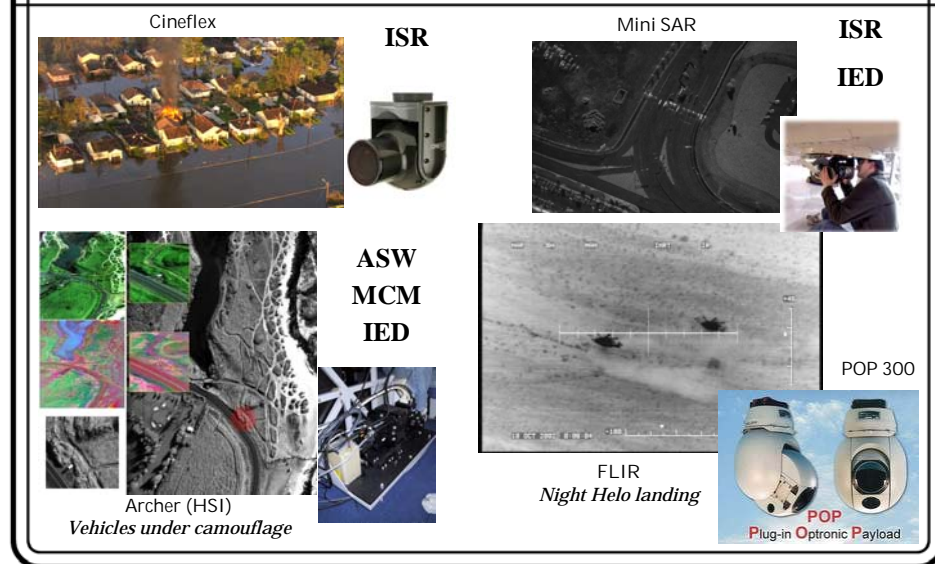 Cineflex
ISR
Mini SAR
ISR
IED
ASW
MCM
IED
POP 300
Archer (HSI)
Vehicles under camouflage
FLIR
Night Helo landing
POP
Plug-in Optronic Payload